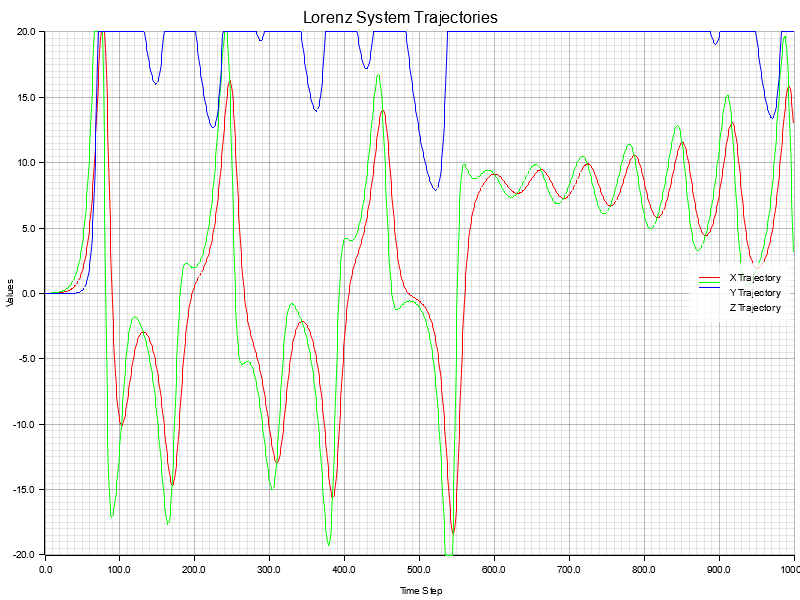 Lorenz System Trajectories
20.0
15.0
10.0
5.0
0.0
-5.0
-10.0
-15.0
-20.0
Values
X Trajectory
Y Trajectory
Z Trajectory
0.0 100.0 200.0 300.0 400.0 500.0 600.0 700.0 800.0 900.0 1000
Time Step